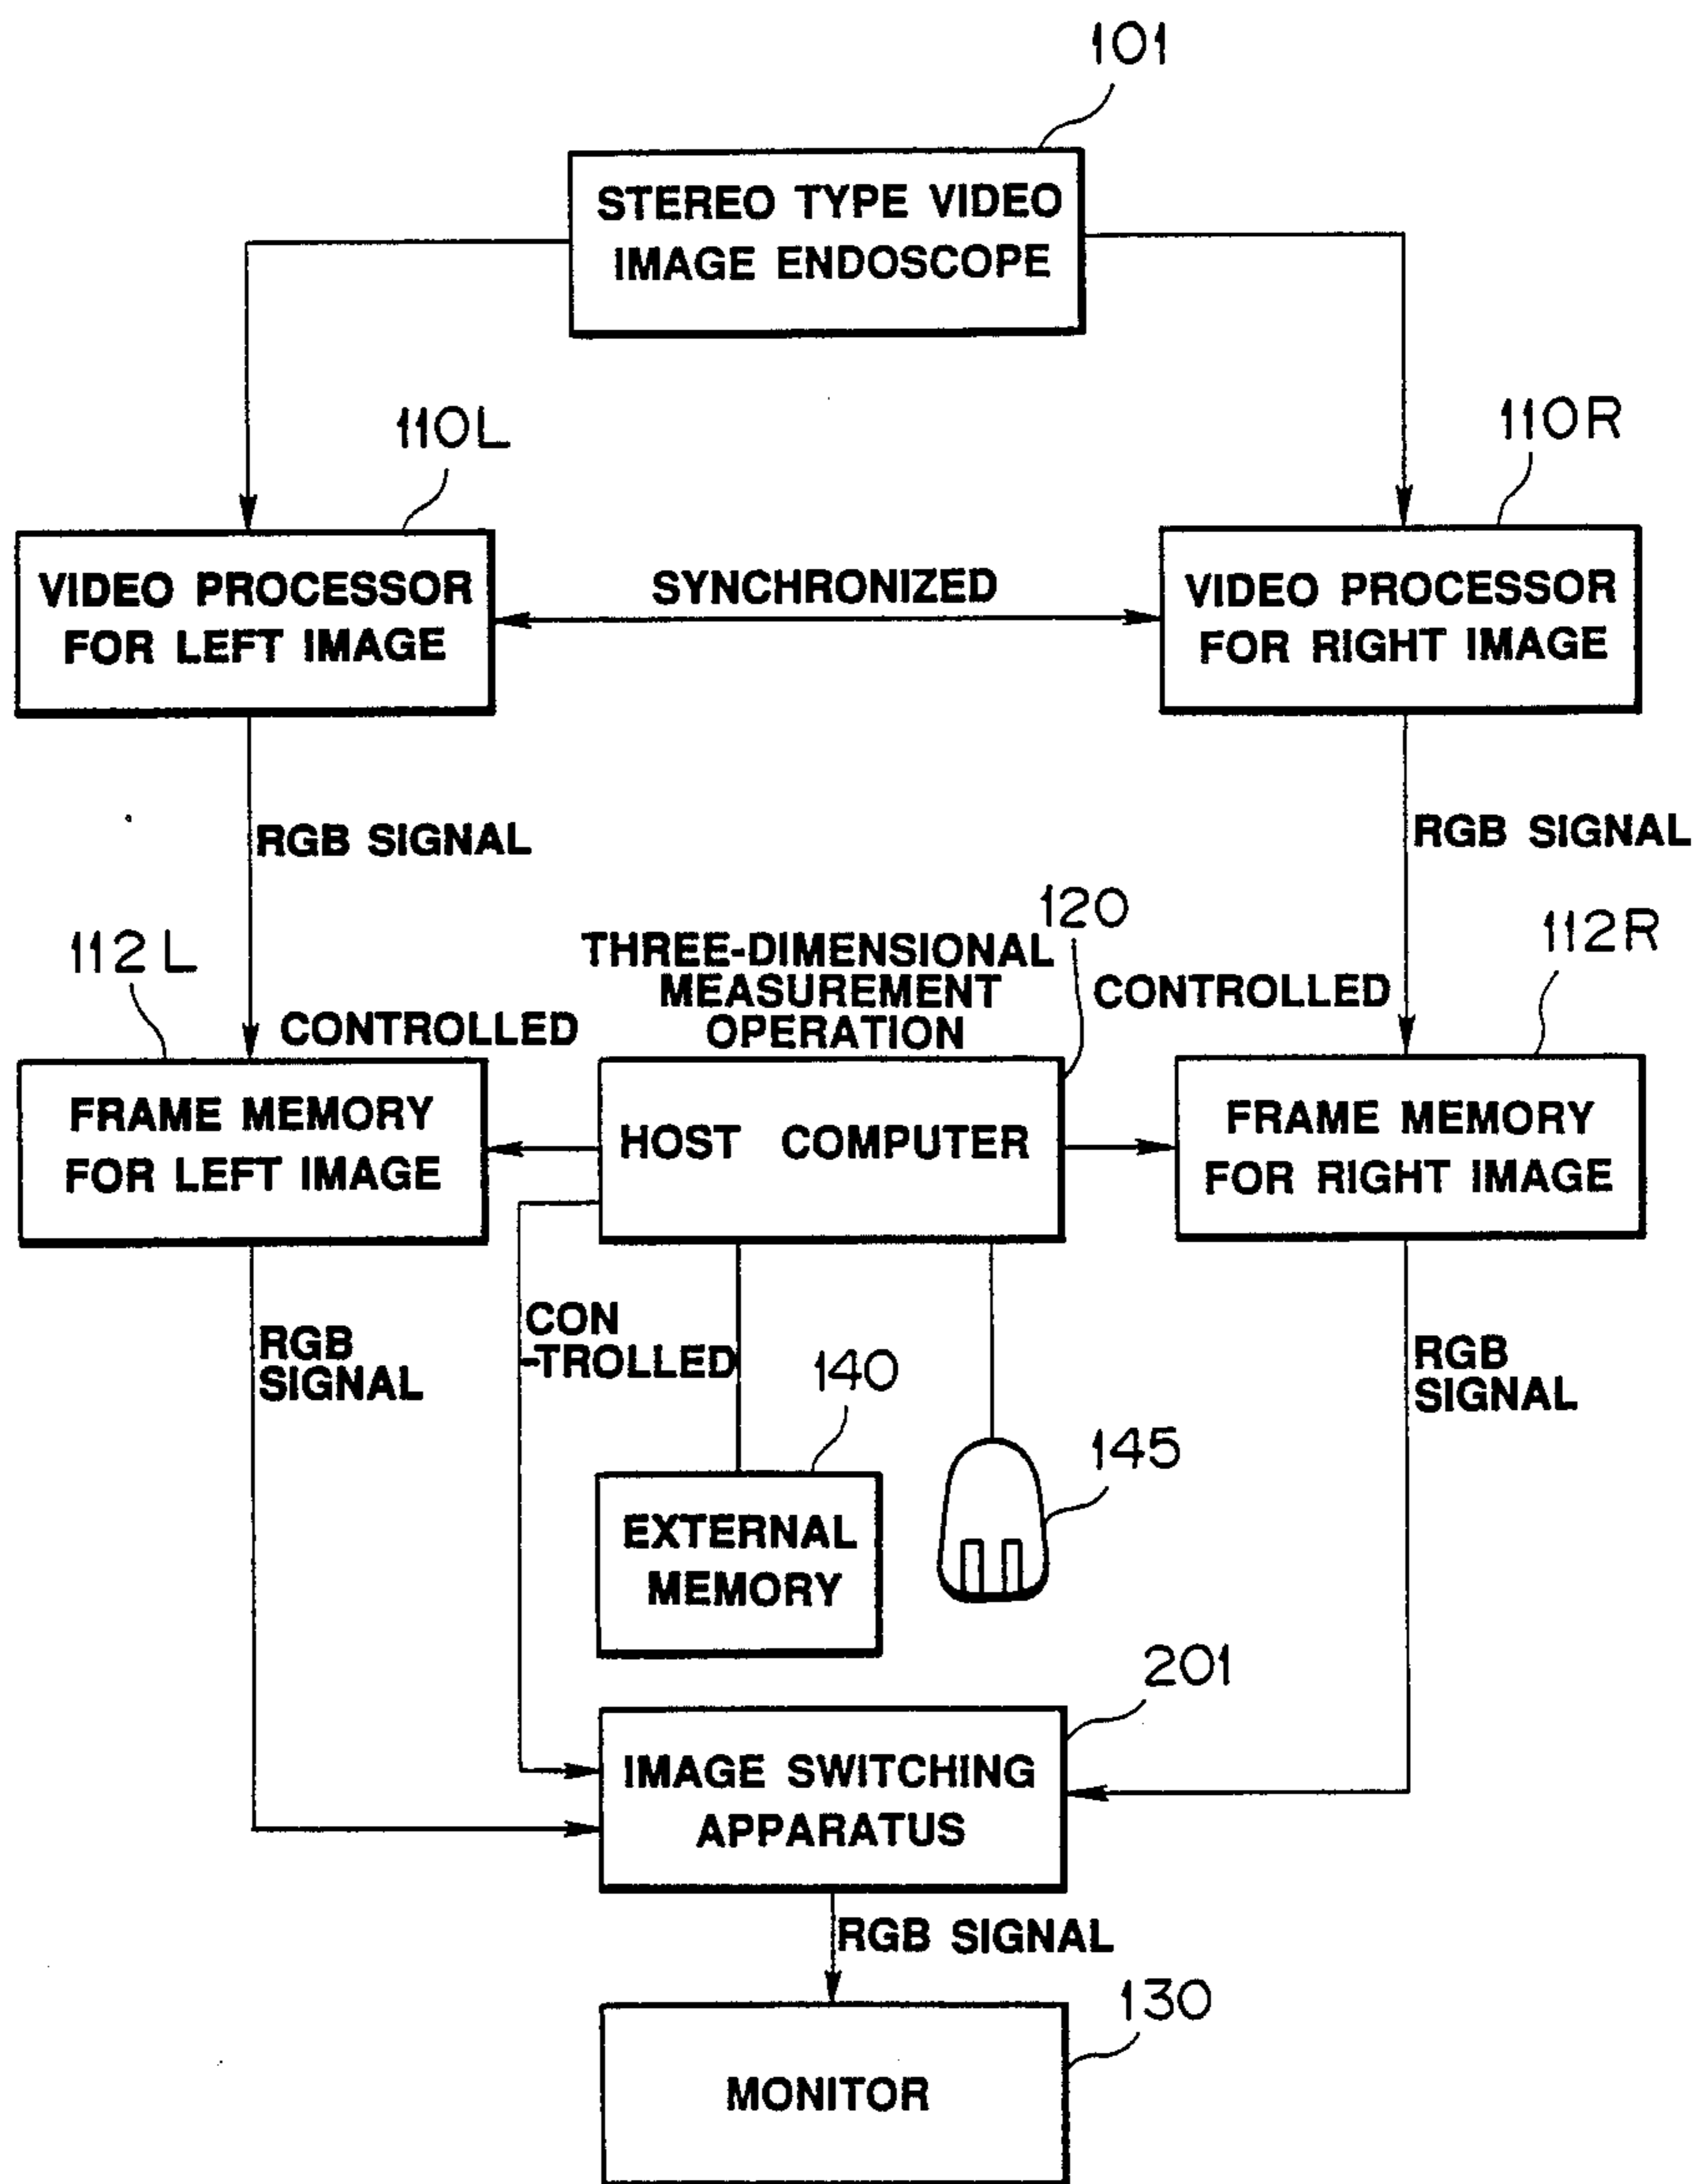 101
STEREO TYPE VIDEO
IMAGE ENDOSCOPE
110L
110R
VIDEO PROCESSOR
FOR LEFT IMAGE
SYNCHRONIZED
VIDEO PROCESSOR
FOR RIGHT IMAGE
RGB SIGNAL
RGB SIGNAL
112L
120
112R
THREE-DIMENSIONAL
MEASUREMENT
OPERATION
CONTROLLED
CONTROLLED
FRAME MEMORY
FOR LEFT IMAGE
HOST COMPUTER
FRAME MEMORY
FOR RIGHT IMAGE
RGB
SIGNAL
CON
-TROLLED
RGB
SIGNAL
140
145
EXTERNAL
MEMORY
201
IMAGE SWITCHING
APPARATUS
RGB SIGNAL
130
MONITOR